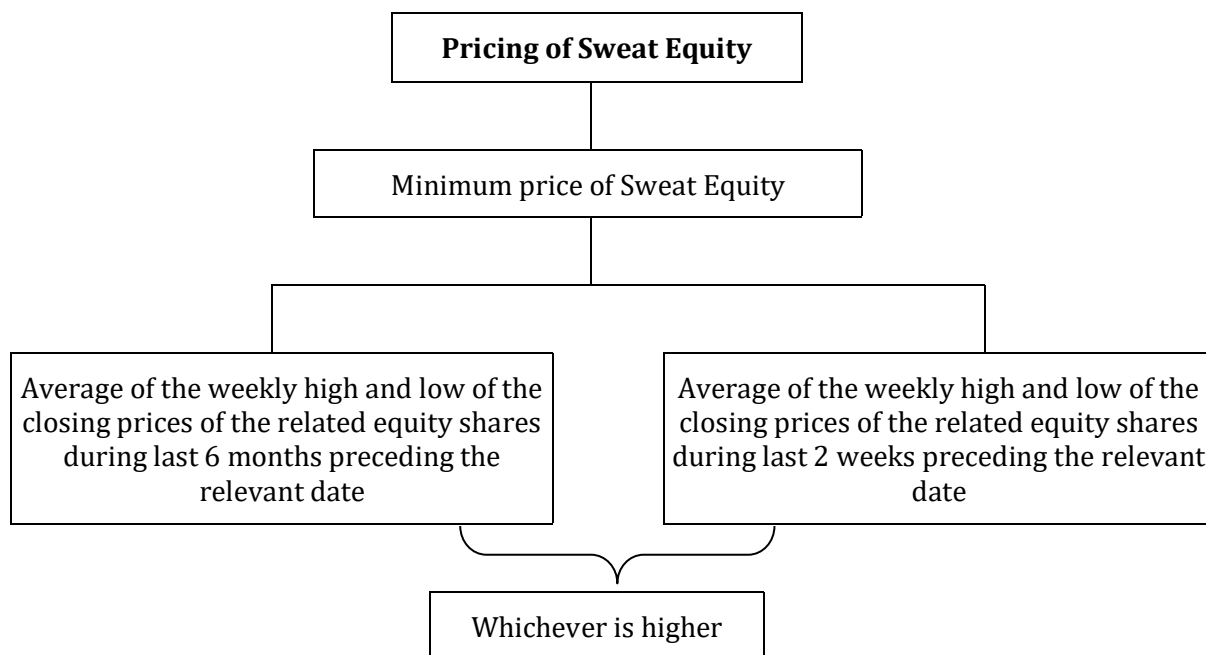 Pricing of Sweat Equity
Minimum price of Sweat Equity
Average of the weekly high and low of the
closing prices of the related equity shares
during last 6 months preceding the
relevant date
Average of the weekly high and low of the
closing prices of the related equity shares
during last 2 weeks preceding the relevant
date
Whichever is higher